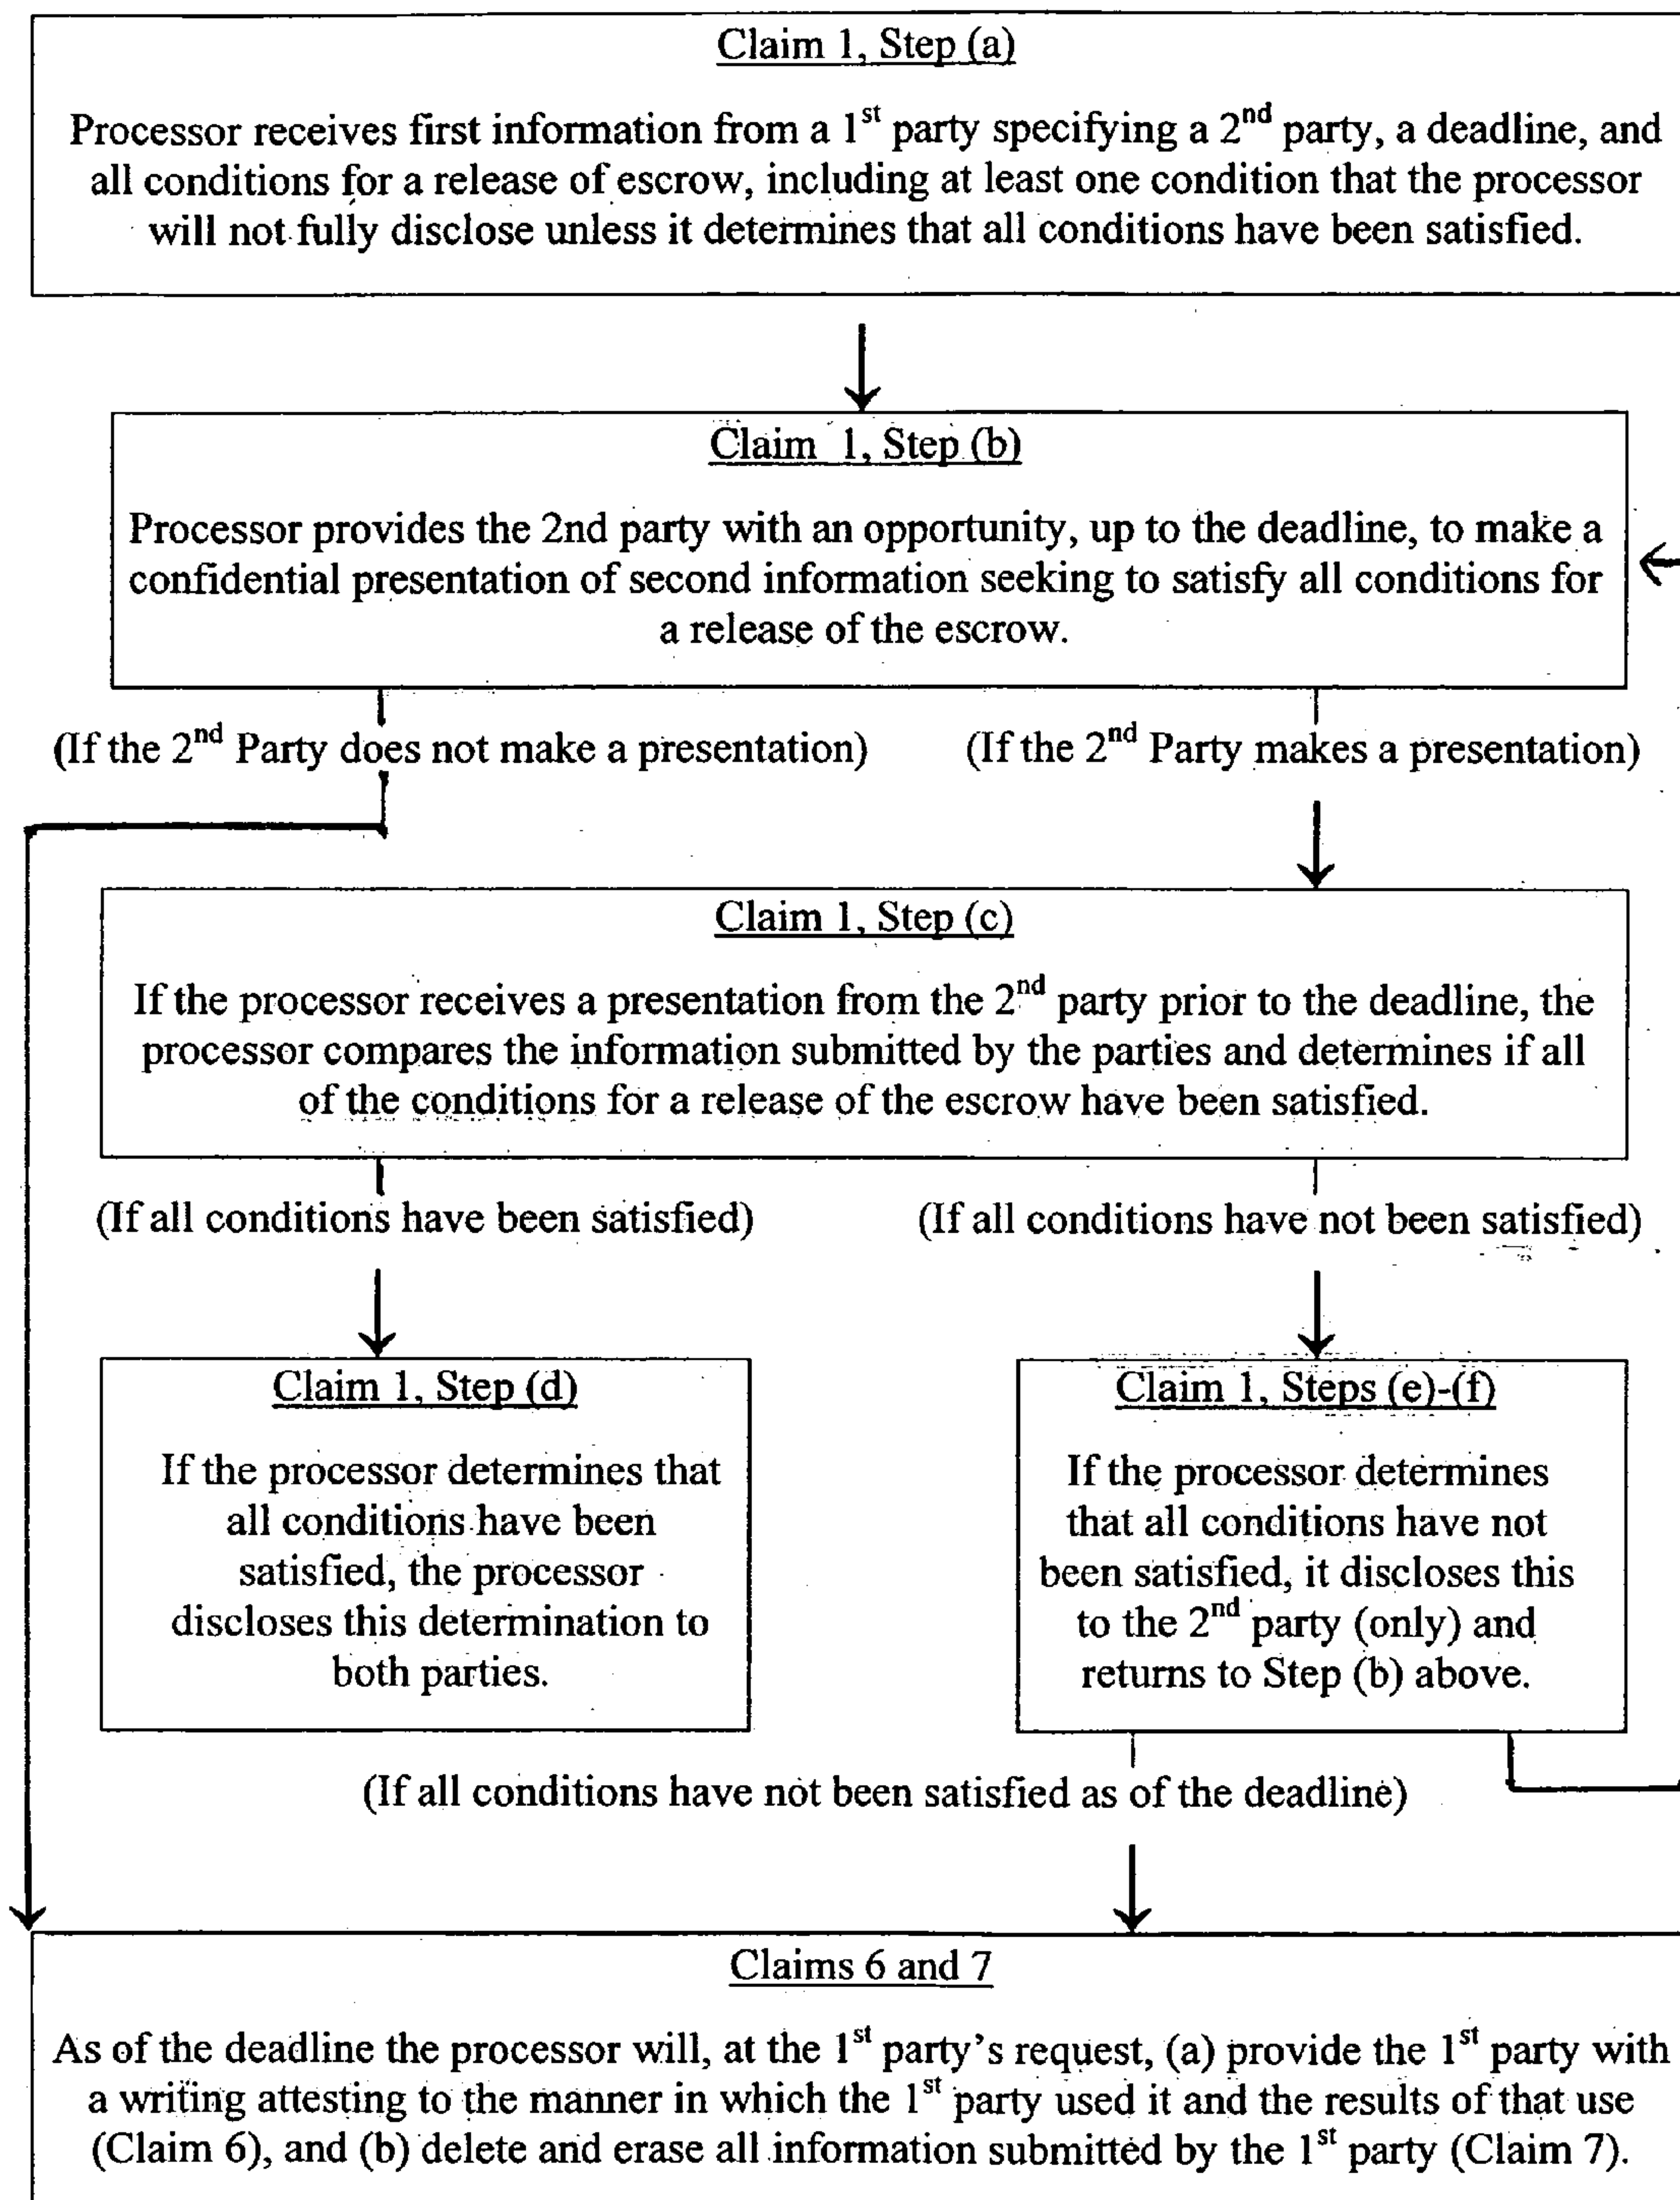 Claim 1, Step (a)
Processor receives first information from a 1st party specifying a 2nd party, a deadline, and
all conditions for a release of escrow, including at least one condition that the processor
will not fully disclose unless it determines that all conditions have been satisfied.
Claim 1, Step (b)
Processor provides the 2nd party with an opportunity, up to the deadline, to make a
confidential presentation of second information seeking to satisfy all conditions for
a release of the escrow.
(If the 2nd Party does not make a presentation)
(If the 2nd Party makes a presentation)
Claim 1, Step (c)
If the processor receives a presentation from the 2nd party prior to the deadline, the
processor compares the information submitted by the parties and determines if all
of the conditions for a release of the escrow have been satisfied.
(If all conditions have been satisfied)
(If all conditions have not been satisfied)
Claim 1, Step (d)
If the processor determines that
all conditions have been
satisfied, the processor
discloses this determination to
both parties.
Claim 1, Steps (e)-(f)
If the processor determines
that all conditions have not
been satisfied, it discloses this
to the 2nd party (only) and
returns to Step (b) above.
(If all conditions have not been satisfied as of the deadline)
Claims 6 and 7
As of the deadline the processor will, at the 1st party's request, (a) provide the 1st party with
a writing attesting to the manner in which the 1st party used it and the results of that use
(Claim 6), and (b) delete and erase all information submitted by the 1st party (Claim 7).